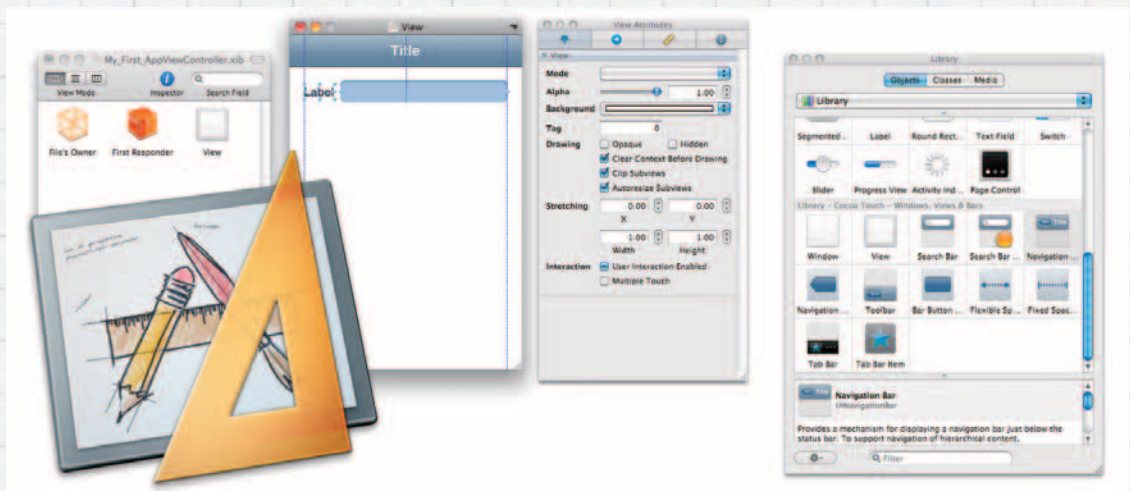 My_First_AppViewController.xib
View Mode
Inspector
Search Field
File's Owner
First Responder
View
View
Title
Label
View Attributes
View
Mode
Alpha
1.00
Background
Tag
0
Drawing
Opaque
Hidden
Clear Context Before Drawing
Clip Subviews
Autoresize Subviews
Stretching
0.00
0.00
X
Y
1.00
1.00
Width
Height
Interaction
User Interaction Enabled
Multiple Touch
Library
Objects
Classes
Media
Library
Segmented...
Label
Round Rect...
Text Field
Switch
Slider
Progress View
Activity Ind...
Page Control
Library - Cocoa Touch - Windows, Views & Bars
Title
Window
View
Search Bar
Search Bar ...
Navigation ...
Navigation ...
Toolbar
Bar Button ...
Flexible Sp...
Fixed Spac...
Tab Bar
Tab Bar Item
Title
Navigation Bar
UINavigationBar
Provides a mechanism for displaying a navigation bar just below the
status bar. To support navigation of hierarchical content.
Filter